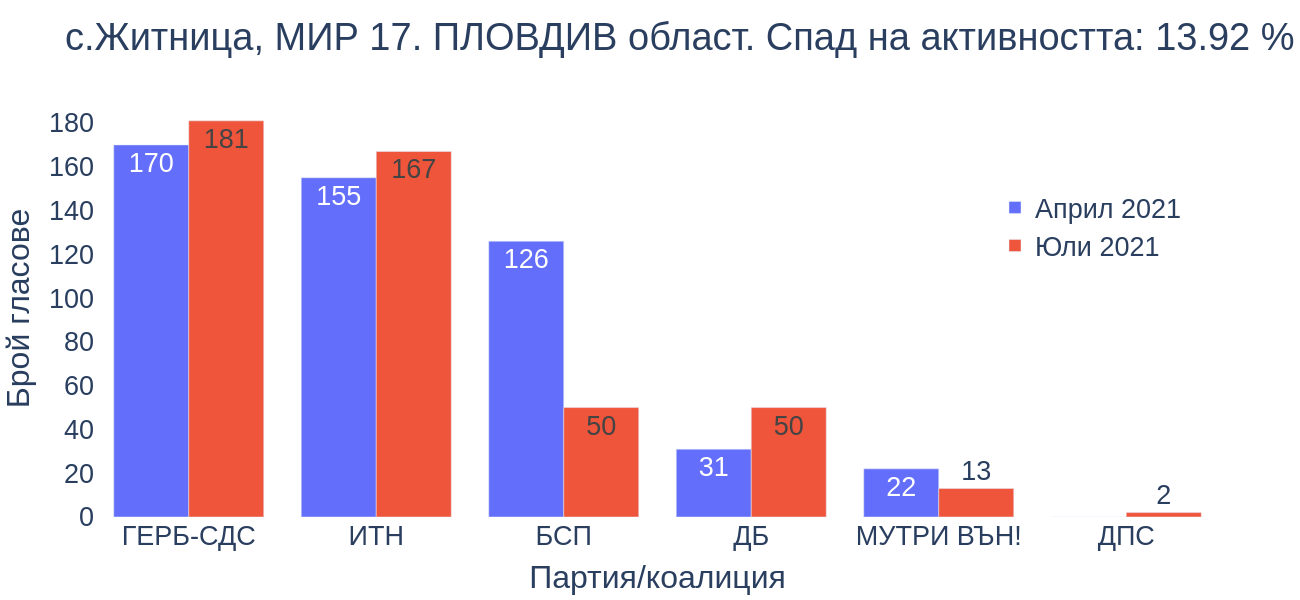 с.Житница, МИР 17. ПЛОВДИВ област. Спад на активността: 13.92 %
Брой гласове
180
160
140
120
100
80
60
40
20
0
170
181
155
167
126
50
31
50
22
13
2
Април 2021
Юли 2021
ГЕРБ-СДС
ИТН
БСП
ДБ
МУТРИ ВЪН!
ДПС
Партия/коалиция